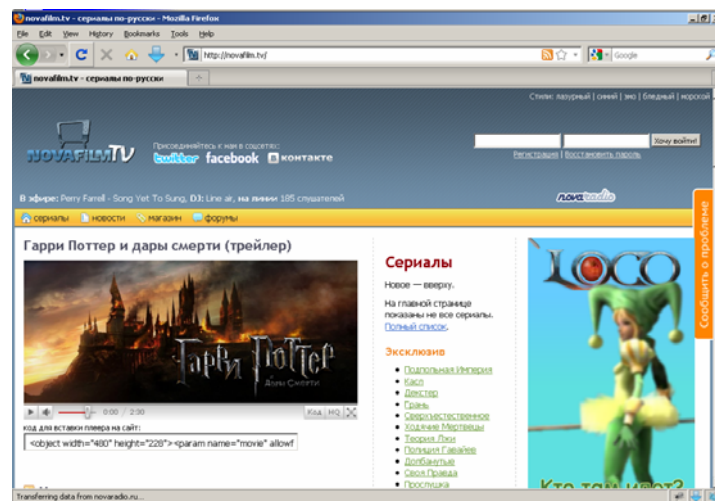 novafilm.tv - сериалы по-русски - Mozilla Firefox
File Edit View History Bookmarks Tools Help
http://novafilm.tv/
Google
novafilm.tv - сериалы по-русски
Стили: лазурный | синий | эмо | бледный | морской
NOVAFILMTV
Присоединяйтесь к нам в соцсетях:
twitter facebook В контакте
Хочу войти!
Регистрация | Восстановить пароль
В эфире: Perry Farrell - Song Yet To Sung, DJ: Line air, на линии 185 слушателей
novaradio
сериалы новости магазин форумы
Гарри Поттер и дары смерти (трейлер)
Гарри Поттер
Дары Смерти
0:00 / 2:30
Код HQ
код для вставки плеера на сайт:
<object width="480" height="228"><param name="movie" allowf
Сериалы
Новое — вверху.
На главной странице
показаны не все сериалы.
Полный список.
Эксклюзив
Подпольная Империя
Касл
Декстер
Грань
Сверхъестественное
Ходячие Мертвецы
Теория Лжи
Полиция Гавайев
Долбанутые
Своя Правда
Прослушка
LOCO
Кто там идет?
Сообщить о проблеме
Transferring data from novaradio.ru...